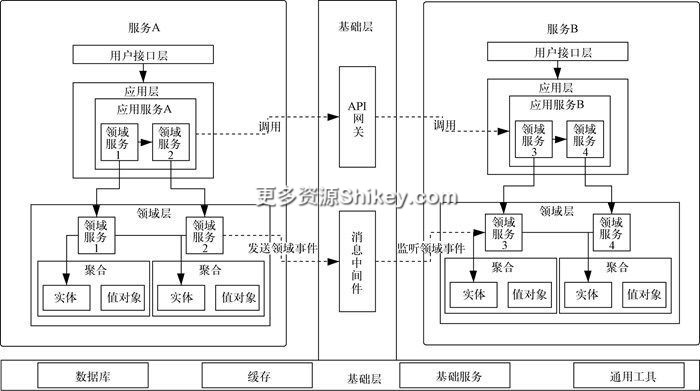 服务A
用户接口层
应用层
应用服务A
领域
服务
1
领域
服务
2
领域层
领域
服务
1
领域
服务
2
聚合
实体
值对象
聚合
实体
值对象
基础层
API
网
关
调用
调用
更多资源Shikey.com
消
息
中
间
件
发送领域事件
监听领域事件
服务B
用户接口层
应用层
应用服务B
领域
服务
3
领域
服务
4
领域层
领域
服务
3
领域
服务
4
聚合
实体
值对象
聚合
实体
值对象
数据库
缓存
基础层
基础服务
通用工具